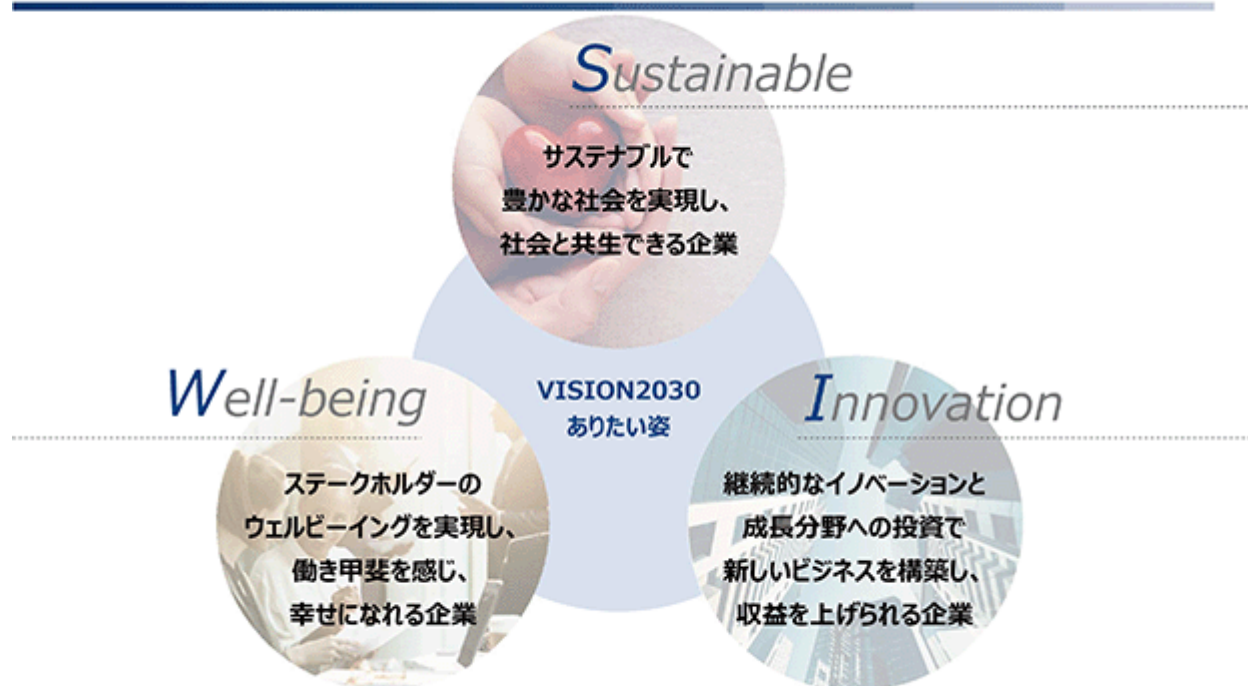 Sustainable
サステナブルで
豊かな社会を実現し、
社会と共生できる企業
VISION2030
ありたい姿
Well-being
ステークホルダーの
ウェルビーイングを実現し、
働き甲斐を感じ、
幸せになれる企業
Innovation
継続的なイノベーションと
成長分野への投資で
新しいビジネスを構築し、
収益を上げられる企業